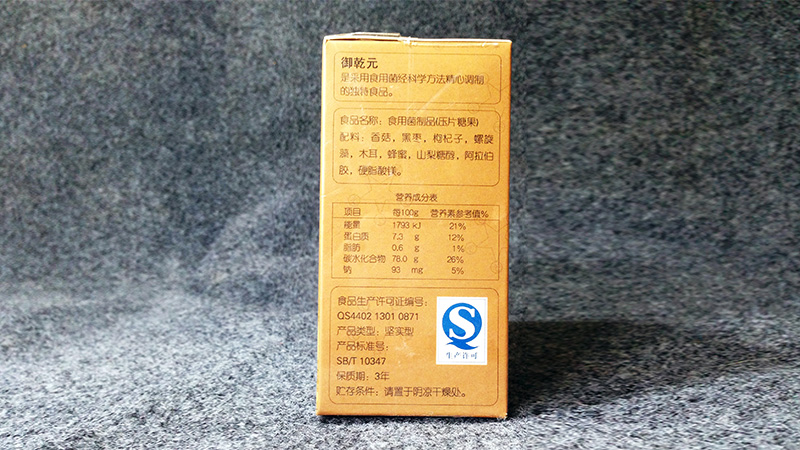 御乾元
是采用食用菌经科学方法精心调制
的独特食品。
食品名称：食用菌制品(压片糖果)
配料：香菇，黑枣，枸杞子，螺旋
藻，木耳，蜂蜜，山梨糖醇，阿拉伯
胶，硬脂酸镁。
营养成分表
项目 每100g 营养素参考值%
能量 1793 kJ 21%
蛋白质 7.3 g 12%
脂肪 0.6 g 1%
碳水化合物 78.0 g 26%
钠 93 mg 5%
食品生产许可证编号：
QS4402 1301 0871
产品类型：坚实型
产品标准号：
SB/T 10347
保质期：3年
贮存条件：请置于阴凉干燥处。
生产许可